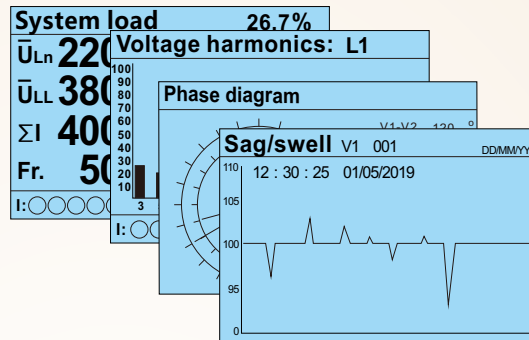 System load 26.7%
U̅Ln 220
U̅LL 380
ΣI 400
Fr. 50
I:
Voltage harmonics: L1
100
90
80
70
60
50
40
30
20
10
3
I:
Phase diagram
V1-V2 120 °
Sag/swell V1 001 DD/MM/YY
110
12 : 30 : 25 01/05/2019
105
100
95
0